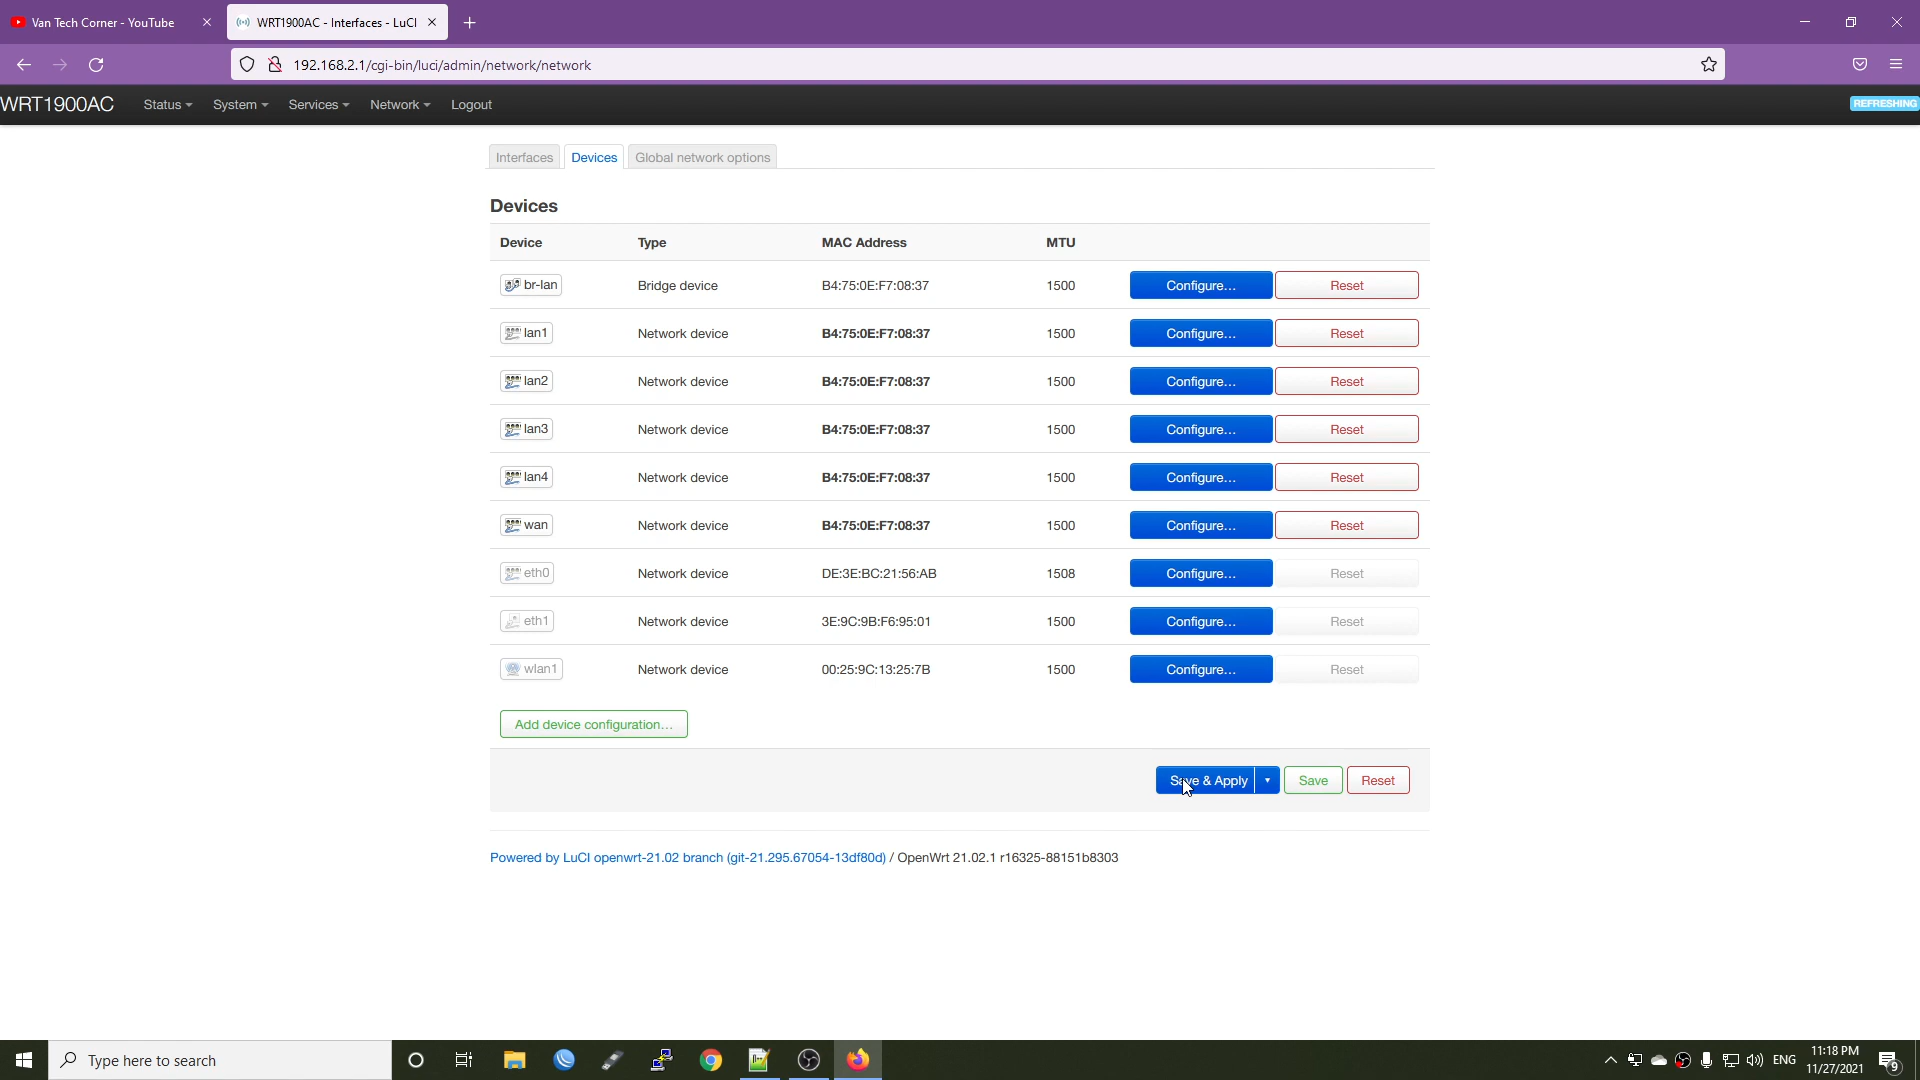 Van Tech Corner - YouTube
WRT1900AC - Interfaces - LuCI
192.168.2.1/cgi-bin/luci/admin/network/network
WRT1900AC Status System Services Network Logout REFRESHING
Interfaces Devices Global network options
Devices
Device Type MAC Address MTU
br-lan Bridge device B4:75:0E:F7:08:37 1500 Configure… Reset
lan1 Network device B4:75:0E:F7:08:37 1500 Configure… Reset
lan2 Network device B4:75:0E:F7:08:37 1500 Configure… Reset
lan3 Network device B4:75:0E:F7:08:37 1500 Configure… Reset
lan4 Network device B4:75:0E:F7:08:37 1500 Configure… Reset
wan Network device B4:75:0E:F7:08:37 1500 Configure… Reset
eth0 Network device DE:3E:BC:21:56:AB 1508 Configure… Reset
eth1 Network device 3E:9C:9B:F6:95:01 1500 Configure… Reset
wlan1 Network device 00:25:9C:13:25:7B 1500 Configure… Reset
Add device configuration…
Save & Apply Save Reset
Powered by LuCI openwrt-21.02 branch (git-21.295.67054-13df80d) / OpenWrt 21.02.1 r16325-88151b8303
Type here to search
ENG
11:18 PM
11/27/2021
9